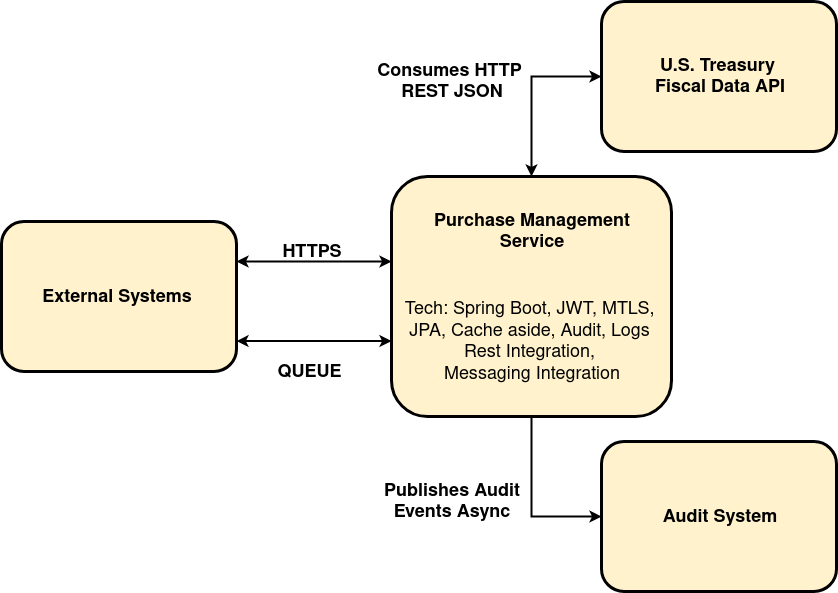 Consumes HTTP
REST JSON
U.S. Treasury
Fiscal Data API
Purchase Management
Service
Tech: Spring Boot, JWT, MTLS,
JPA, Cache aside, Audit, Logs
Rest Integration,
Messaging Integration
HTTPS
External Systems
QUEUE
Publishes Audit
Events Async
Audit System